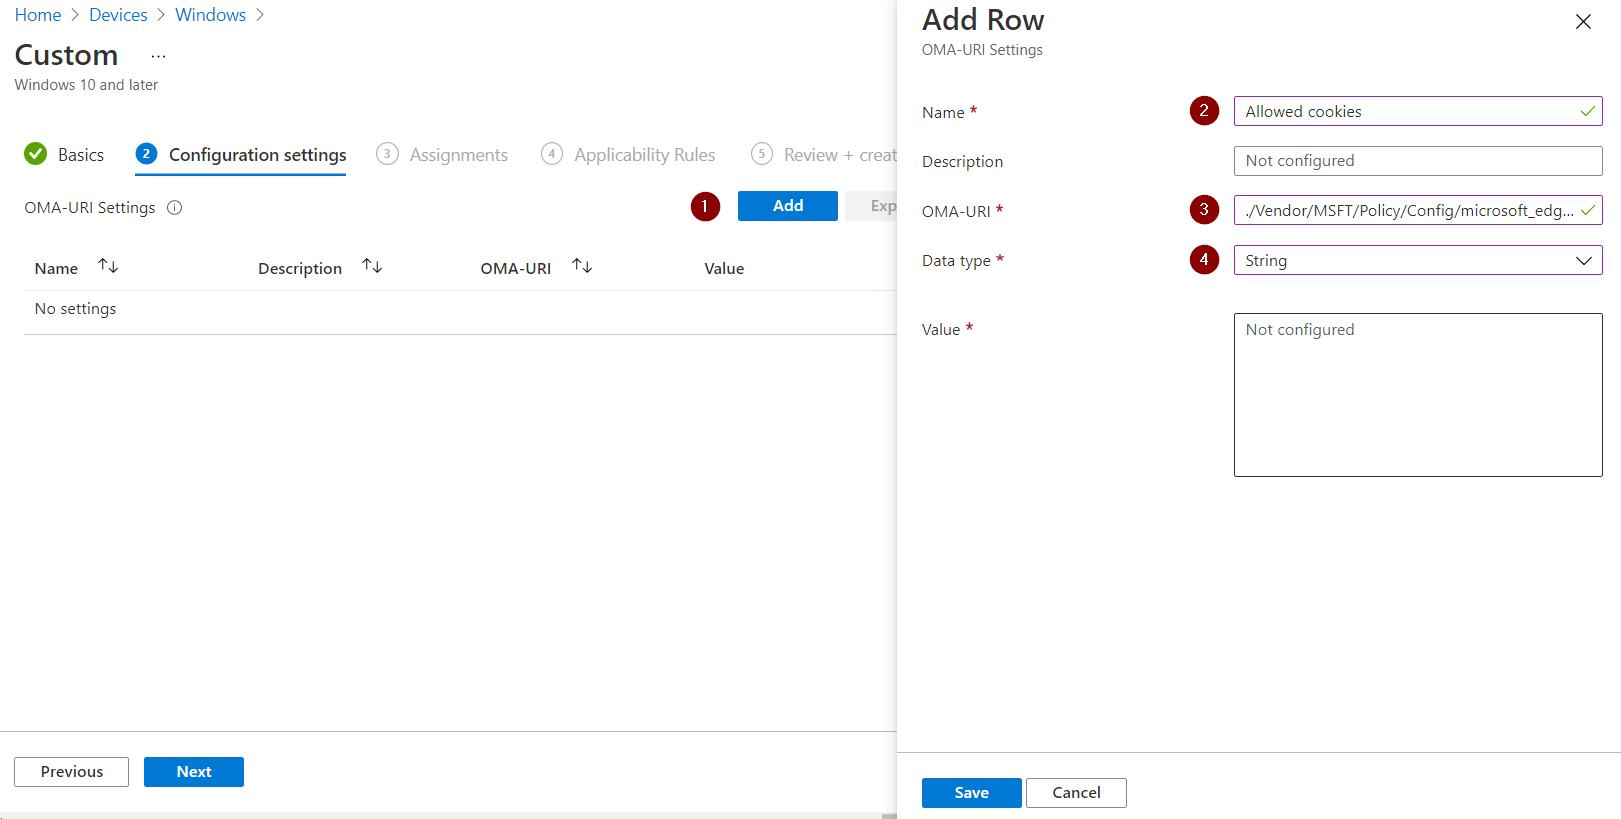 Home > Devices > Windows >
Custom ...
Windows 10 and later
Basics
2 Configuration settings
3 Assignments
4 Applicability Rules
5 Review + creat
OMA-URI Settings
1 Add Exp
Name Description OMA-URI Value
No settings
Previous Next
Add Row
OMA-URI Settings
Name * 2 Allowed cookies
Description Not configured
OMA-URI * 3 ./Vendor/MSFT/Policy/Config/microsoft_edg...
Data type * 4 String
Value * Not configured
Save Cancel